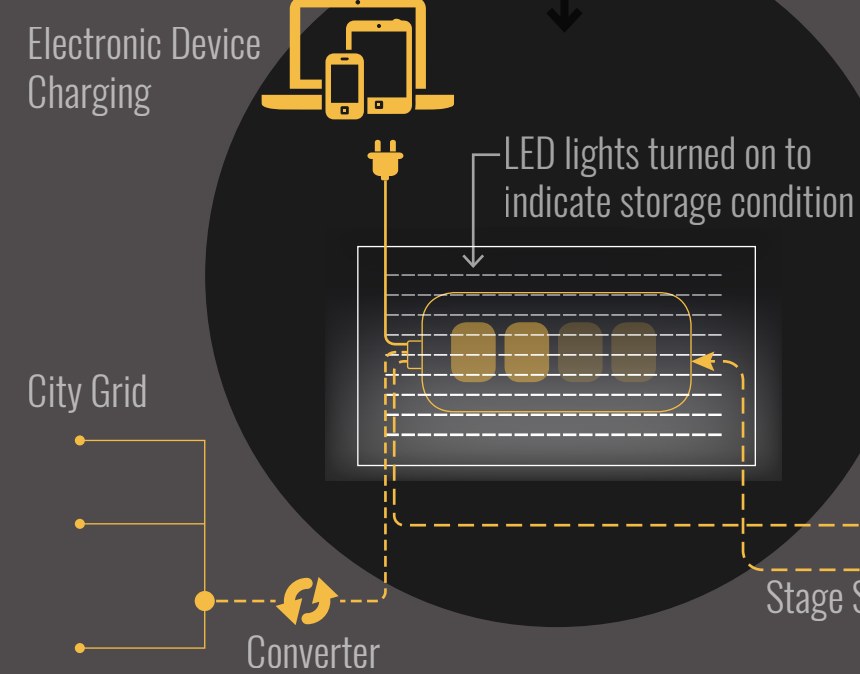 Electronic Device
Charging
LED lights turned on to
indicate storage condition
City Grid
Stage
Converter